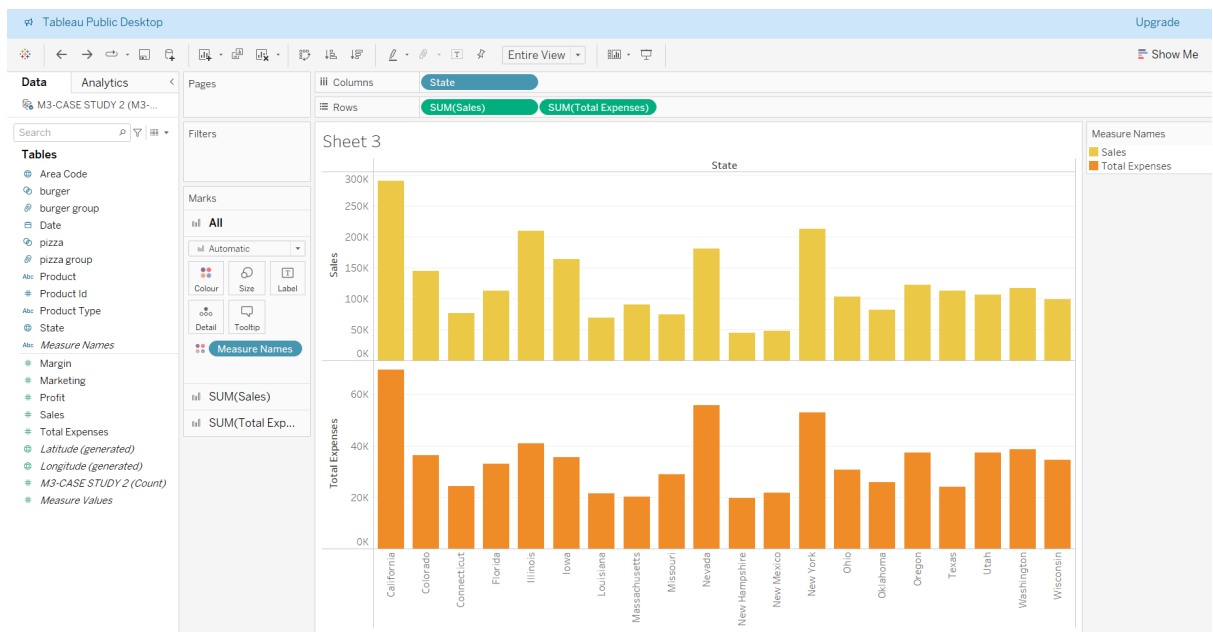 Tableau Public Desktop
Upgrade
Entire View
Show Me
Data
Analytics
M3-CASE STUDY 2 (M3-...
Search
Tables
Area Code
burger
burger group
Date
pizza
pizza group
Abc Product
Product Id
Abc Product Type
State
Abc Measure Names
Margin
Marketing
Profit
Sales
Total Expenses
Latitude (generated)
Longitude (generated)
M3-CASE STUDY 2 (Count)
Measure Values
Pages
Filters
Marks
All
Automatic
Colour
Size
Label
Detail
Tooltip
Measure Names
SUM(Sales)
SUM(Total Exp...
Columns
State
Rows
SUM(Sales)
SUM(Total Expenses)
Sheet 3
State
300K
250K
200K
150K
100K
50K
0K
Sales
60K
40K
20K
0K
Total Expenses
California
Colorado
Connecticut
Florida
Illinois
Iowa
Louisiana
Massachusetts
Missouri
Nevada
New Hampshire
New Mexico
New York
Ohio
Oklahoma
Oregon
Texas
Utah
Washington
Wisconsin
Measure Names
Sales
Total Expenses